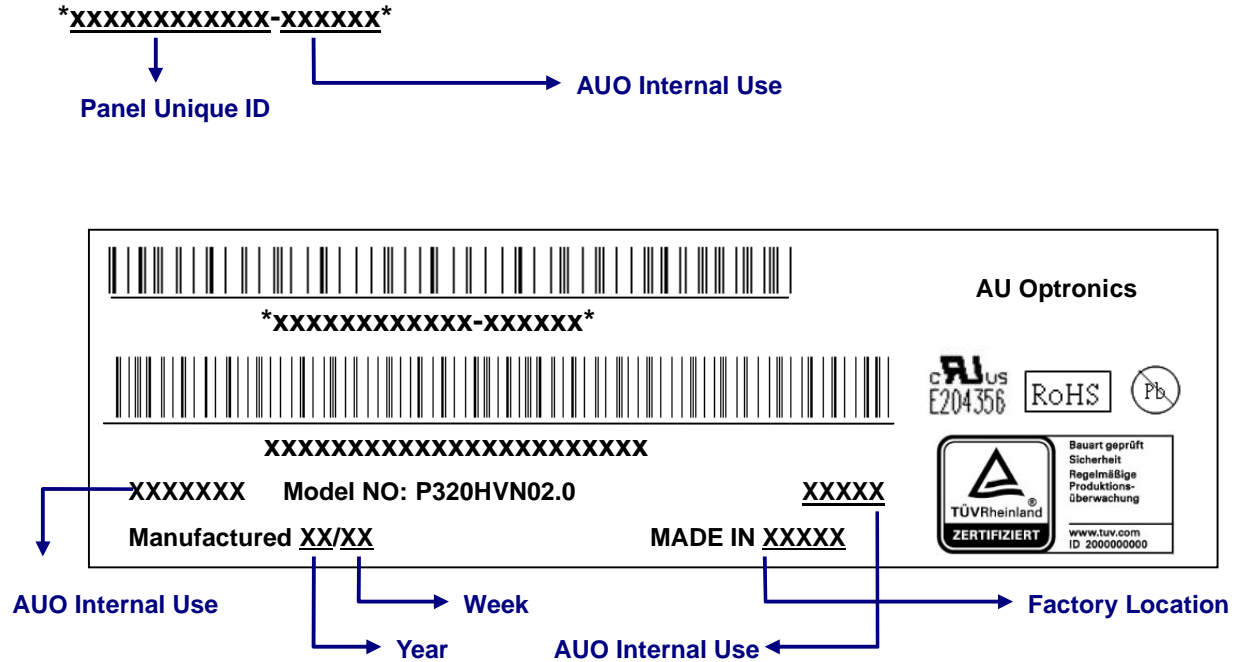 *xxxxxxxxxxxx-xxxxxx*
AUO Internal Use
Panel Unique ID
AU Optronics
*xxxxxxxxxxxx-xxxxxx*
c RU us
E204356
RoHS
Pb
xxxxxxxxxxxxxxxxxxxxxxx
XXXXXXX Model NO: P320HVN02.0 XXXXX
Manufactured XX/XX MADE IN XXXXX
TÜVRheinland®
ZERTIFIZIERT
Bauart geprüft
Sicherheit
Regelmäßige
Produktions-
überwachung
www.tuv.com
ID 2000000000
AUO Internal Use
Week
Factory Location
Year
AUO Internal Use